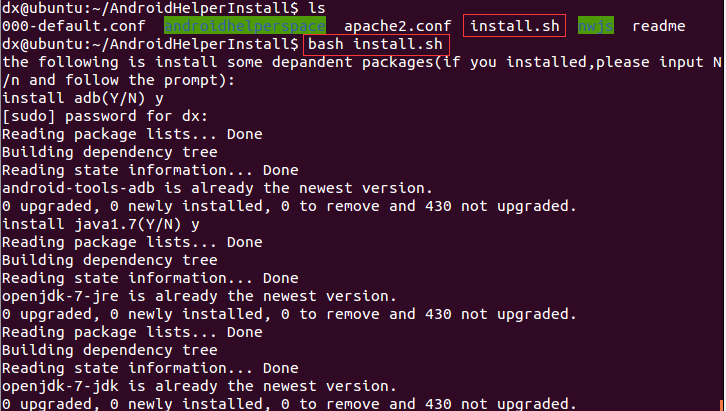 dx@ubuntu:~/AndroidHelperInstall$ ls
000-default.conf androidhelperspace apache2.conf install.sh nwjs readme
dx@ubuntu:~/AndroidHelperInstall$ bash install.sh
the following is install some depandent packages(if you installed,please input N
/n and follow the prompt):
install adb(Y/N) y
[sudo] password for dx:
Reading package lists... Done
Building dependency tree
Reading state information... Done
android-tools-adb is already the newest version.
0 upgraded, 0 newly installed, 0 to remove and 430 not upgraded.
install java1.7(Y/N) y
Reading package lists... Done
Building dependency tree
Reading state information... Done
openjdk-7-jre is already the newest version.
0 upgraded, 0 newly installed, 0 to remove and 430 not upgraded.
Reading package lists... Done
Building dependency tree
Reading state information... Done
openjdk-7-jdk is already the newest version.
0 upgraded, 0 newly installed, 0 to remove and 430 not upgraded.